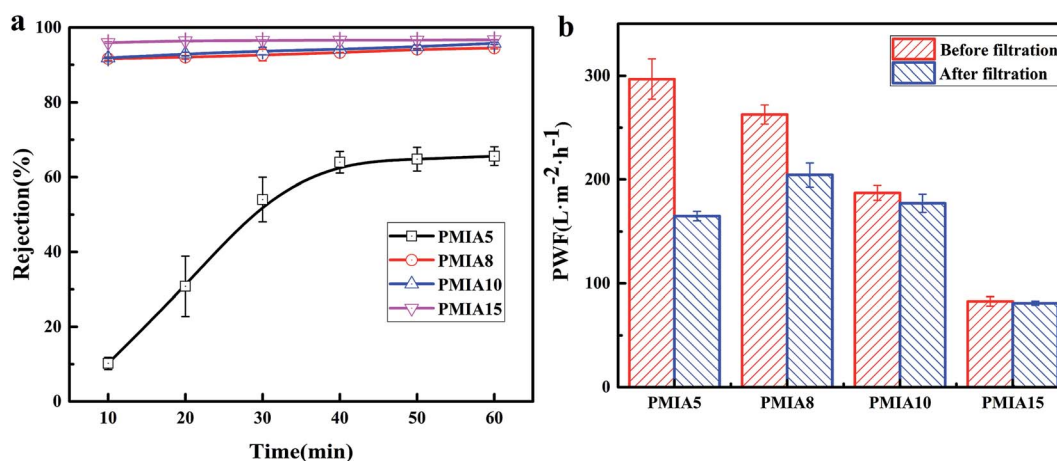 a
Rejection(%)
100
80
60
40
20
0
10 20 30 40 50 60
Time(min)
PMIA5
PMIA8
PMIA10
PMIA15
b
PWF(L·m⁻²·h⁻¹)
300
200
100
0
PMIA5 PMIA8 PMIA10 PMIA15
Before filtration
After filtration